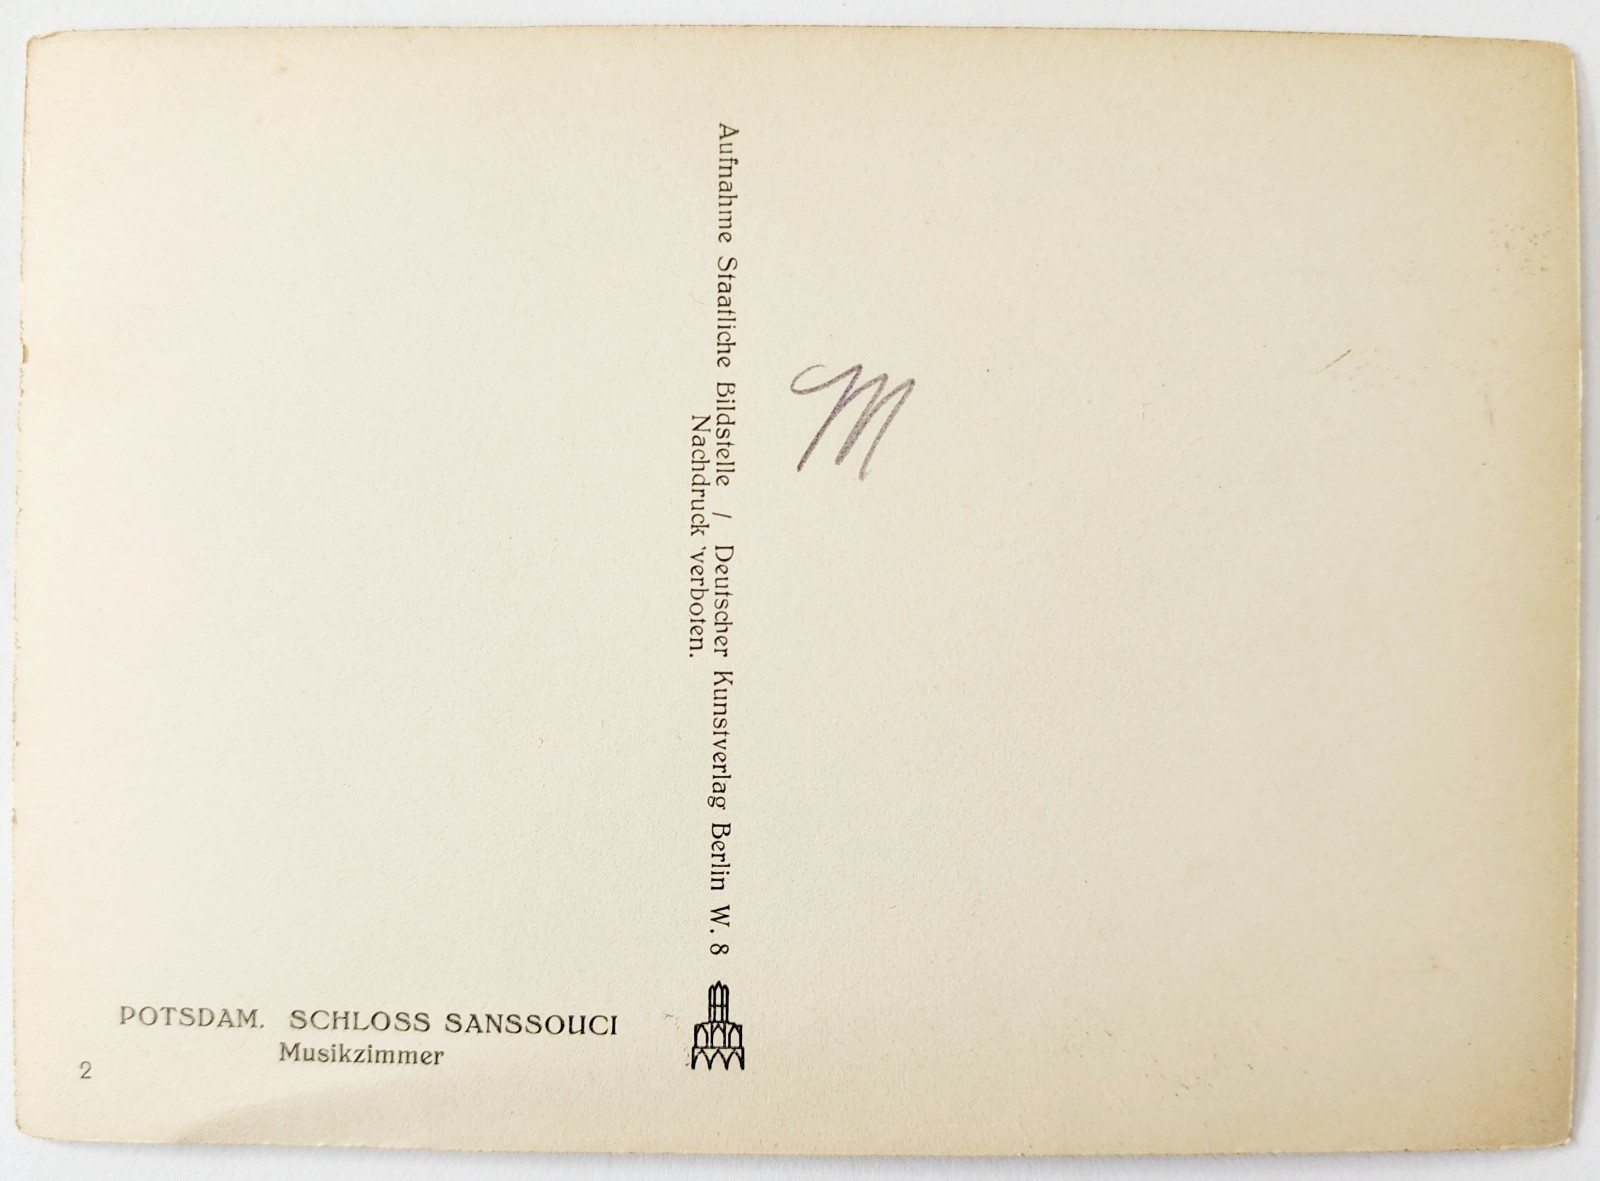 Aufnahme Staatliche Bildstelle / Deutscher Kunstverlag Berlin W. 8
Nachdruck verboten.
M
POTSDAM. SCHLOSS SANSSOUCI
Musikzimmer
2